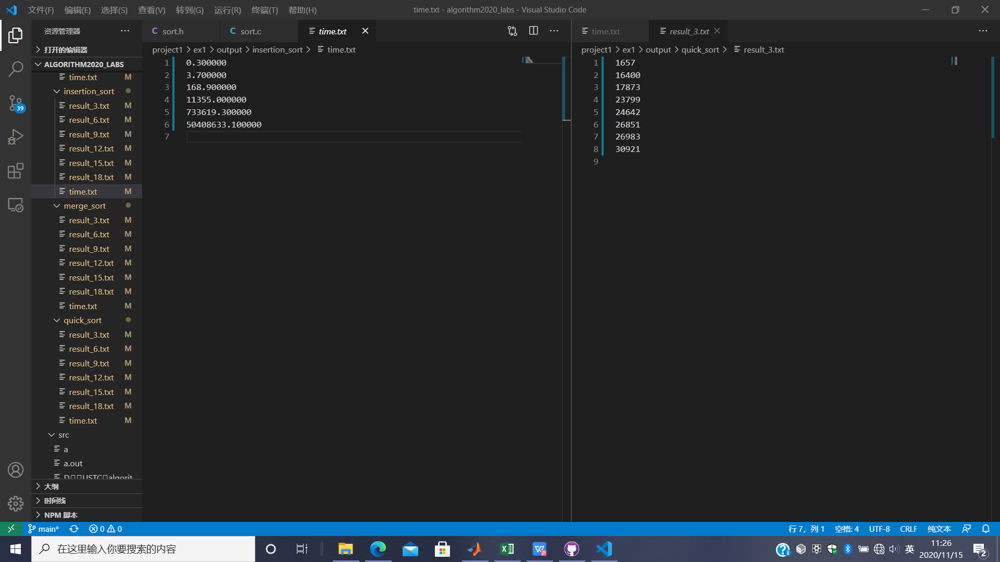 文件(F) 编辑(E) 选择(S) 查看(V) 转到(G) 运行(R) 终端(T) 帮助(H)
time.txt - algorithm2020_labs - Visual Studio Code
资源管理器
打开的编辑器
ALGORITHM2020_LABS
time.txt M
insertion_sort
result_3.txt M
result_6.txt M
result_9.txt M
result_12.txt M
result_15.txt M
result_18.txt M
time.txt M
merge_sort
result_3.txt M
result_6.txt M
result_9.txt M
result_12.txt M
result_15.txt M
result_18.txt M
time.txt M
quick_sort
result_3.txt M
result_6.txt M
result_9.txt M
result_12.txt M
result_15.txt M
result_18.txt M
time.txt M
src
a
a.out
D□□USTC□algorit
大纲
时间线
NPM 脚本
39
C sort.h
C sort.c
time.txt
project1 > ex1 > output > insertion_sort > time.txt
1 0.300000
2 3.700000
3 168.900000
4 11355.000000
5 733619.300000
6 50408633.100000
7
time.txt
result_3.txt
project1 > ex1 > output > quick_sort > result_3.txt
1 1657
2 16400
3 17873
4 23799
5 24642
6 26851
7 26983
8 30921
9
main* 0 0
行 7，列 1 空格: 4 UTF-8 CRLF 纯文本
在这里输入你要搜索的内容
英
11:26
2020/11/15
2